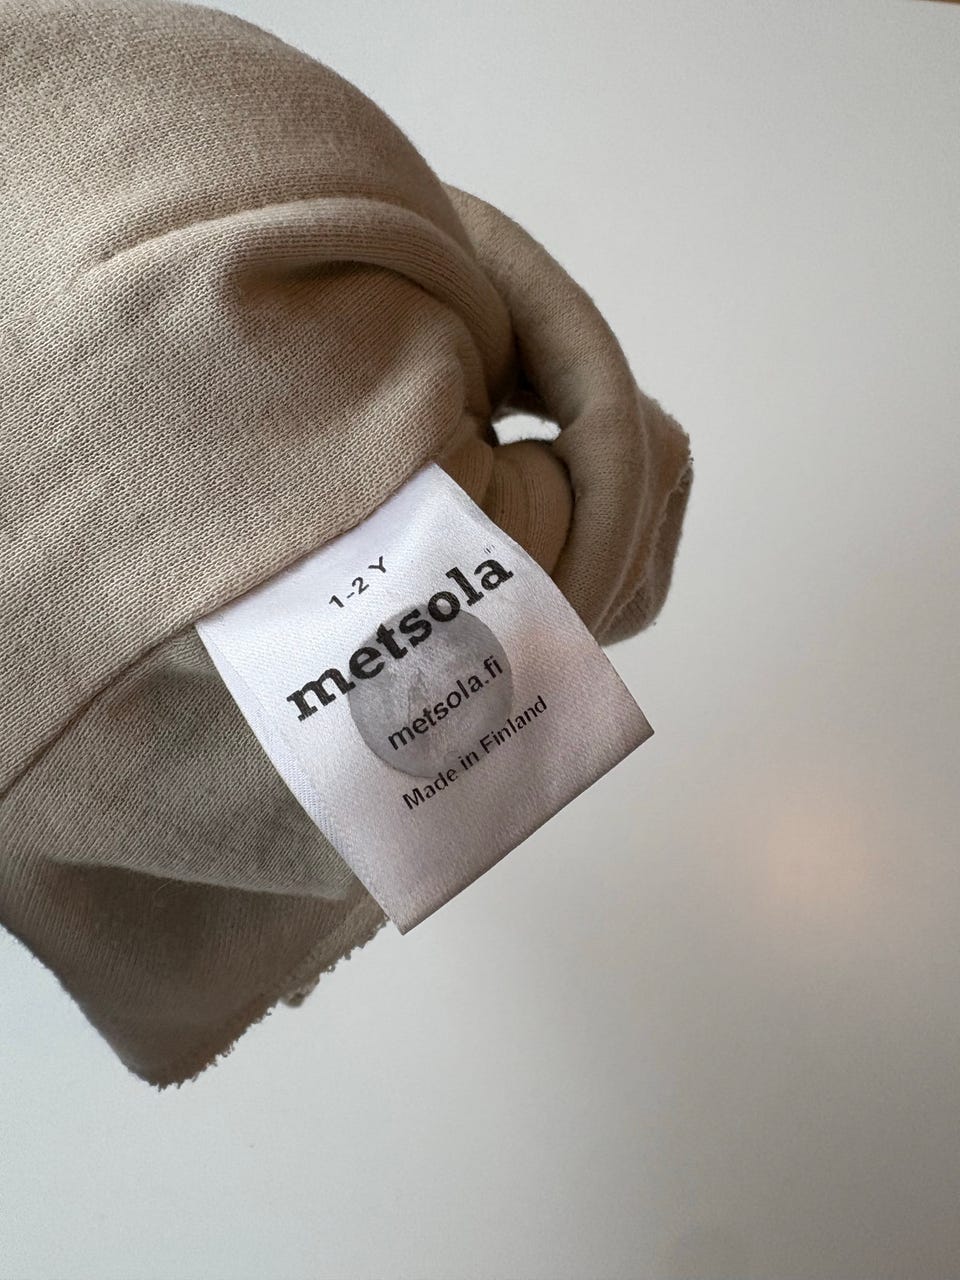 1-2 Y
metsola
metsola.fi
Made in Finland